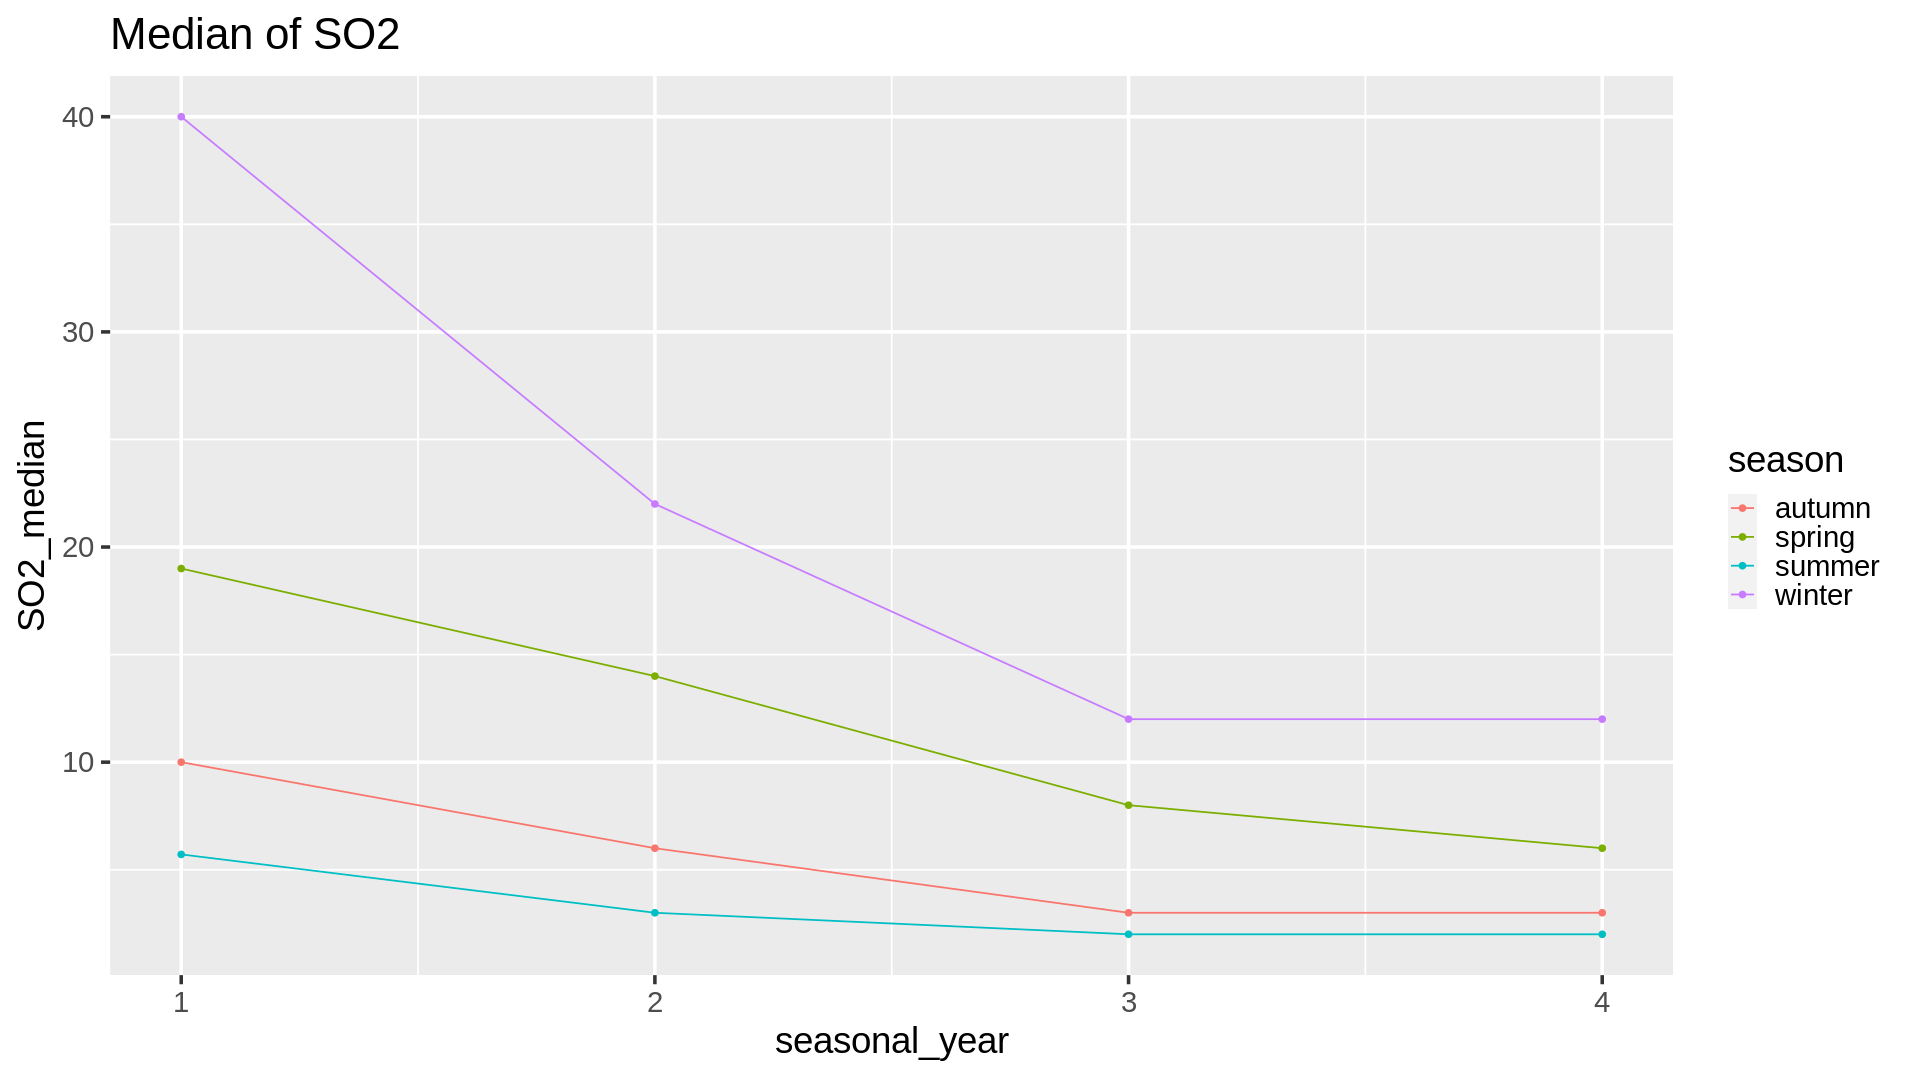 Median of SO2
SO2_median
40
30
20
10
1
2
3
4
seasonal_year
season
autumn
spring
summer
winter